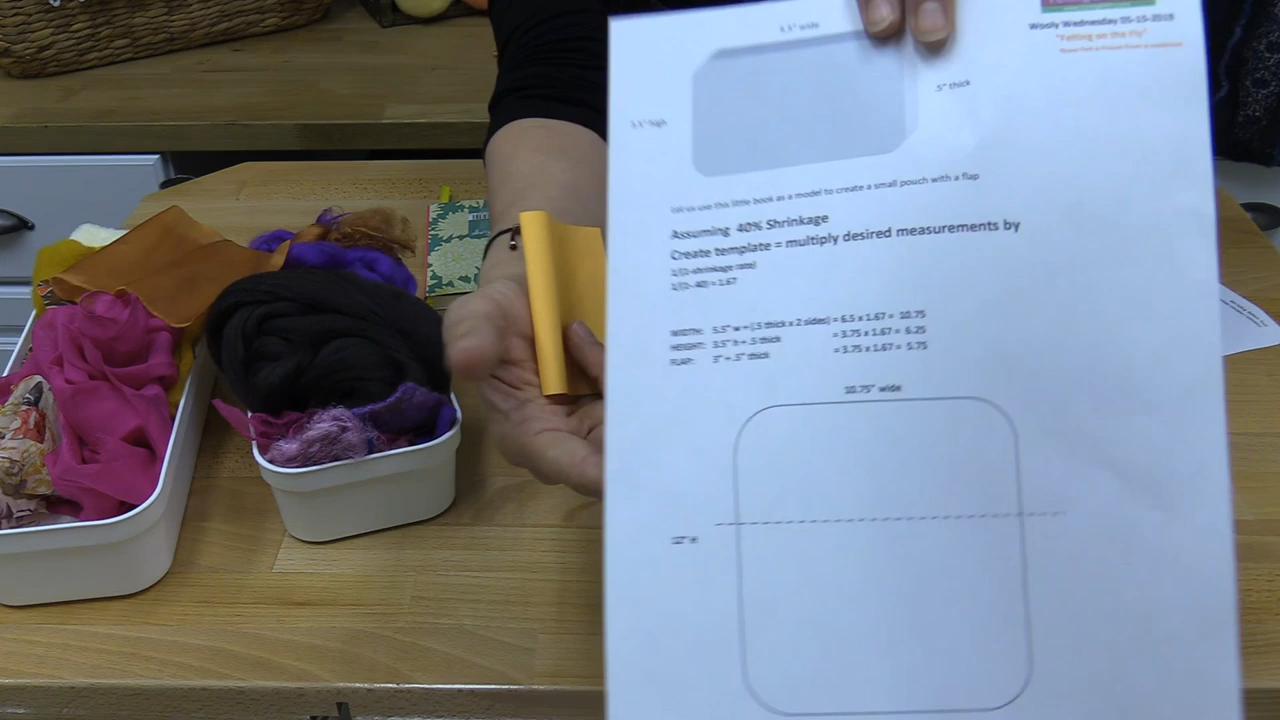 Wooly Wednesday 05-15-2019
"Felting on the Fly"
5.5" wide
.5" thick
3.5" high
Let us use this little book as a model to create a small pouch with a flap
Assuming 40% Shrinkage
Create template = multiply desired measurements by
1/(1-shrinkage rate)
1/(1-.40) = 1.67
WIDTH: 5.5" w + (.5 thick x 2 sides) = 6.5 x 1.67 = 10.75
HEIGHT: 3.5" h + .5 thick = 3.75 x 1.67 = 6.25
FLAP: 3" + .5" thick = 3.75 x 1.67 = 5.75
10.75" wide
12" H